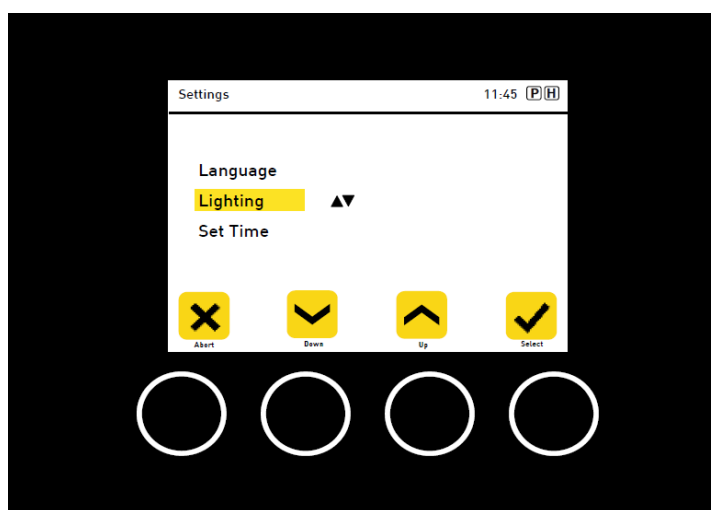 Settings 11:45 P H
Language
Lighting ▲▼
Set Time
Abort Down Up Select